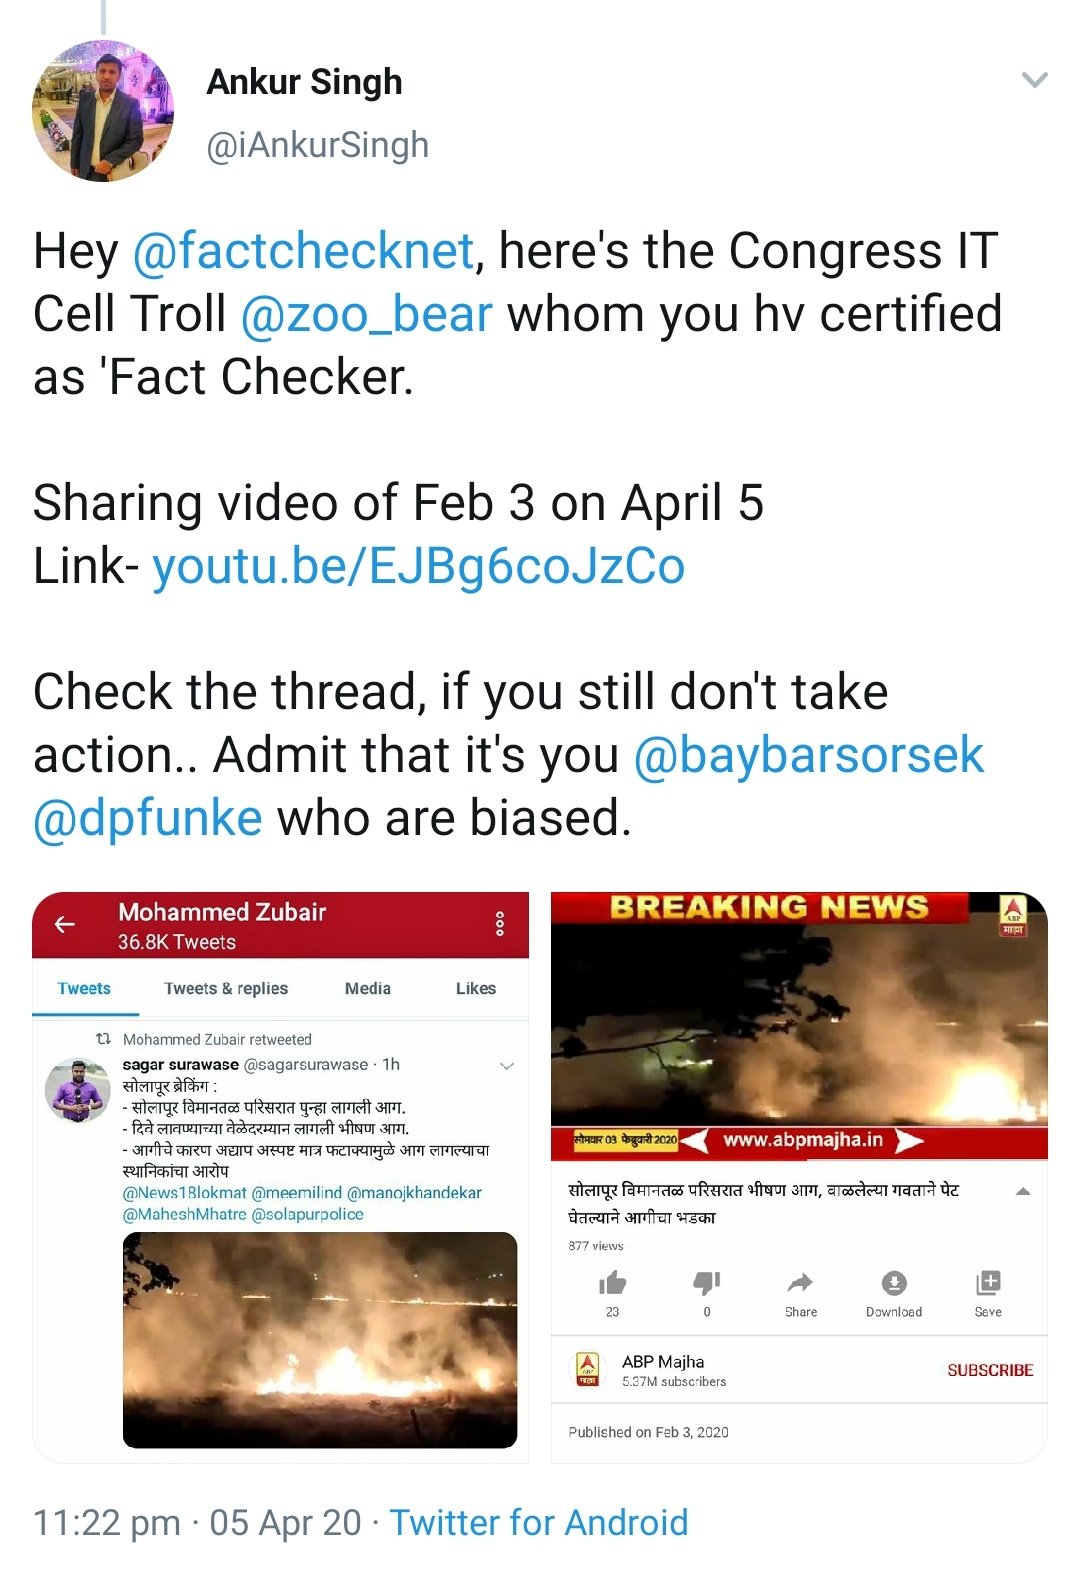 Ankur Singh
@iAnkurSingh
Hey @factchecknet, here's the Congress IT
Cell Troll @zoo_bear whom you hv certified
as 'Fact Checker.
Sharing video of Feb 3 on April 5
Link- youtu.be/EJBg6coJzCo
Check the thread, if you still don't take
action.. Admit that it's you @baybarsorsek
@dpfunke who are biased.
Mohammed Zubair
36.8K Tweets
Tweets Tweets & replies Media Likes
Mohammed Zubair retweeted
sagar surawase @sagarsurawase · 1h
सोलापूर ब्रेकिंग :
- सोलापूर विमानतळ परिसरात पुन्हा लागली आग.
- दिवे लावण्याच्या वेळेदरम्यान लागली भीषण आग.
- आगीचे कारण अद्याप अस्पष्ट मात्र फटाक्यामुळे आग लागल्याचा
स्थानिकांचा आरोप
@News18lokmat @meemilind @manojkhandekar
@MaheshMhatre @solapurpolice
BREAKING NEWS
ABP
माझा
सोमवार 03 फेब्रुवारी 2020 www.abpmajha.in
सोलापूर विमानतळ परिसरात भीषण आग, वाळलेल्या गवताने पेट
घेतल्याने आगीचा भडका
877 views
23 0 Share Download Save
ABP
माझा
ABP Majha
5.37M subscribers
SUBSCRIBE
Published on Feb 3, 2020
11:22 pm · 05 Apr 20 · Twitter for Android